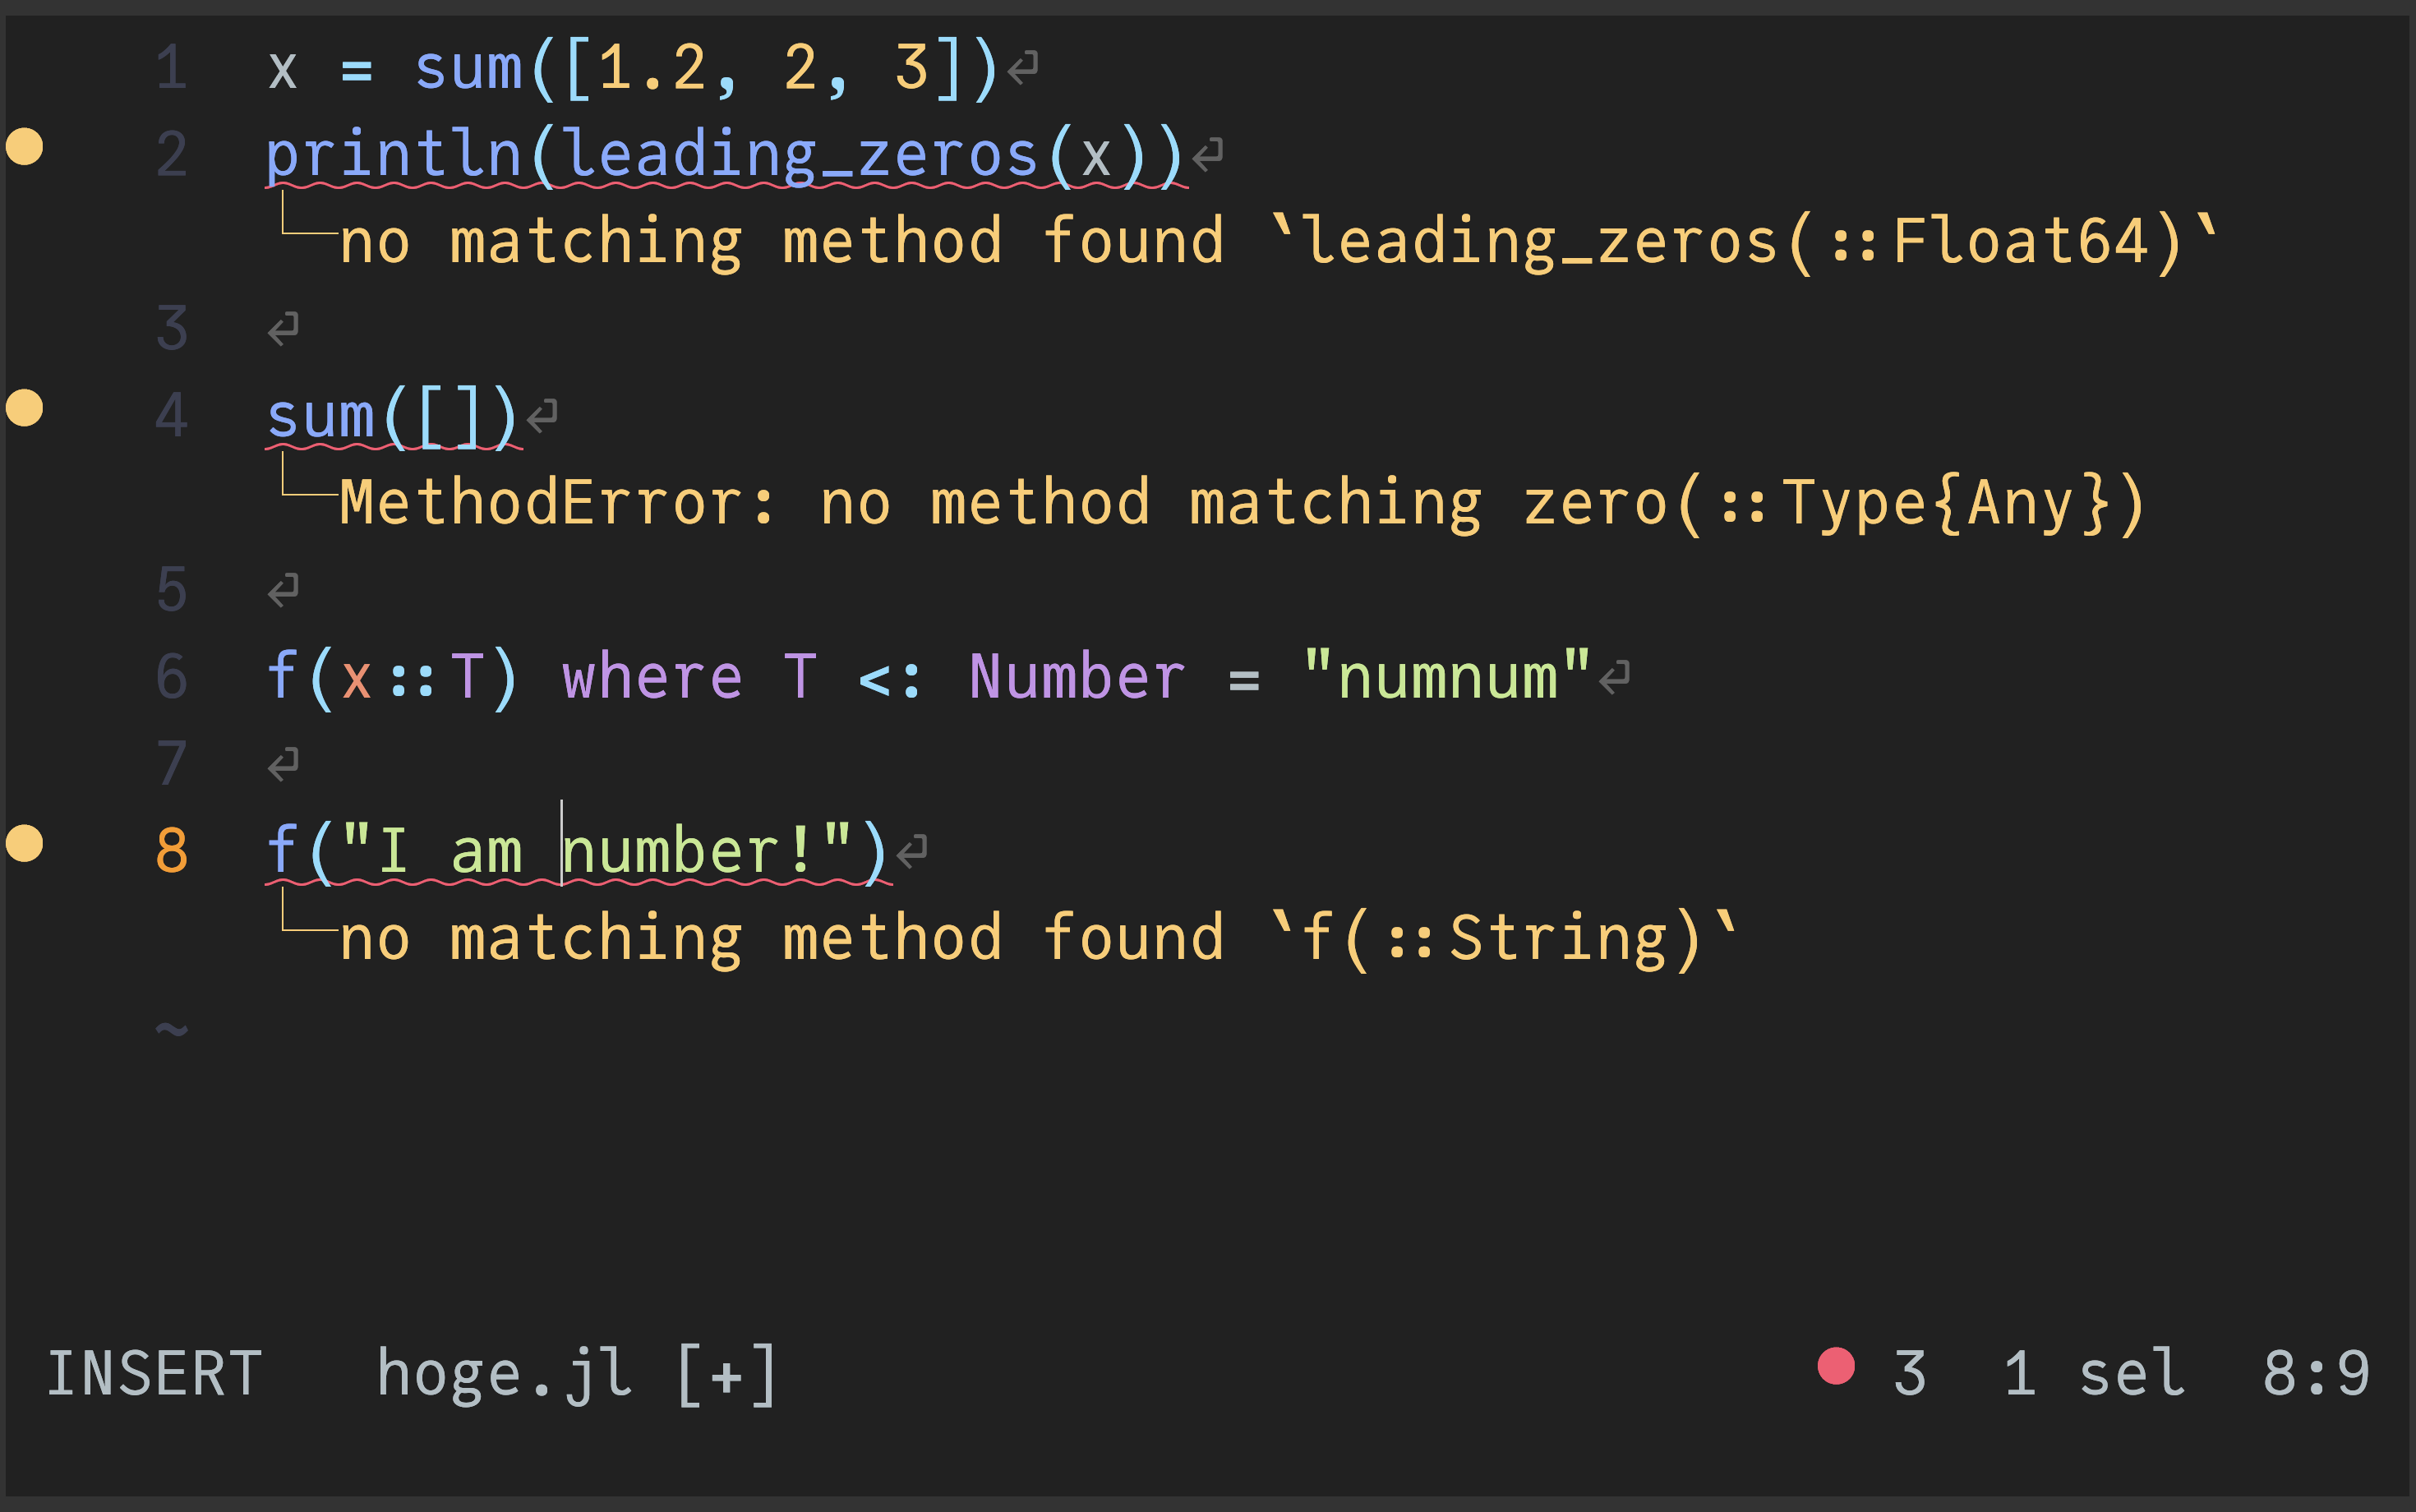 1 x = sum([1.2, 2, 3])⏎
2 println(leading_zeros(x))⏎
no matching method found `leading_zeros(::Float64)`
3 ⏎
4 sum([])⏎
MethodError: no method matching zero(::Type{Any})
5 ⏎
6 f(x::T) where T <: Number = "numnum"⏎
7 ⏎
8 f("I am number!")⏎
no matching method found `f(::String)`
~
INSERT hoge.jl [+] 3 1 sel 8:9